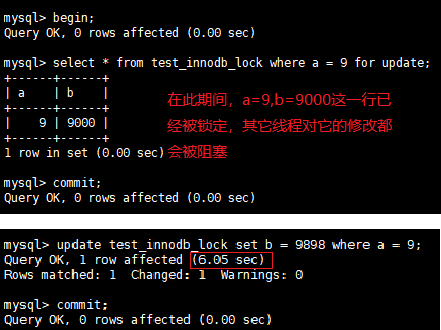 mysql> begin;
Query OK, 0 rows affected (0.00 sec)
mysql> select * from test_innodb_lock where a = 9 for update;
+------+------+
| a    | b    |
+------+------+
|    9 | 9000 |
+------+------+
1 row in set (0.00 sec)
在此期间，a=9,b=9000这一行已
经被锁定，其它线程对它的修改都
会被阻塞
mysql> commit;
Query OK, 0 rows affected (0.00 sec)
mysql> update test_innodb_lock set b = 9898 where a = 9;
Query OK, 1 row affected (6.05 sec)
Rows matched: 1  Changed: 1  Warnings: 0
mysql> commit;
Query OK, 0 rows affected (0.00 sec)